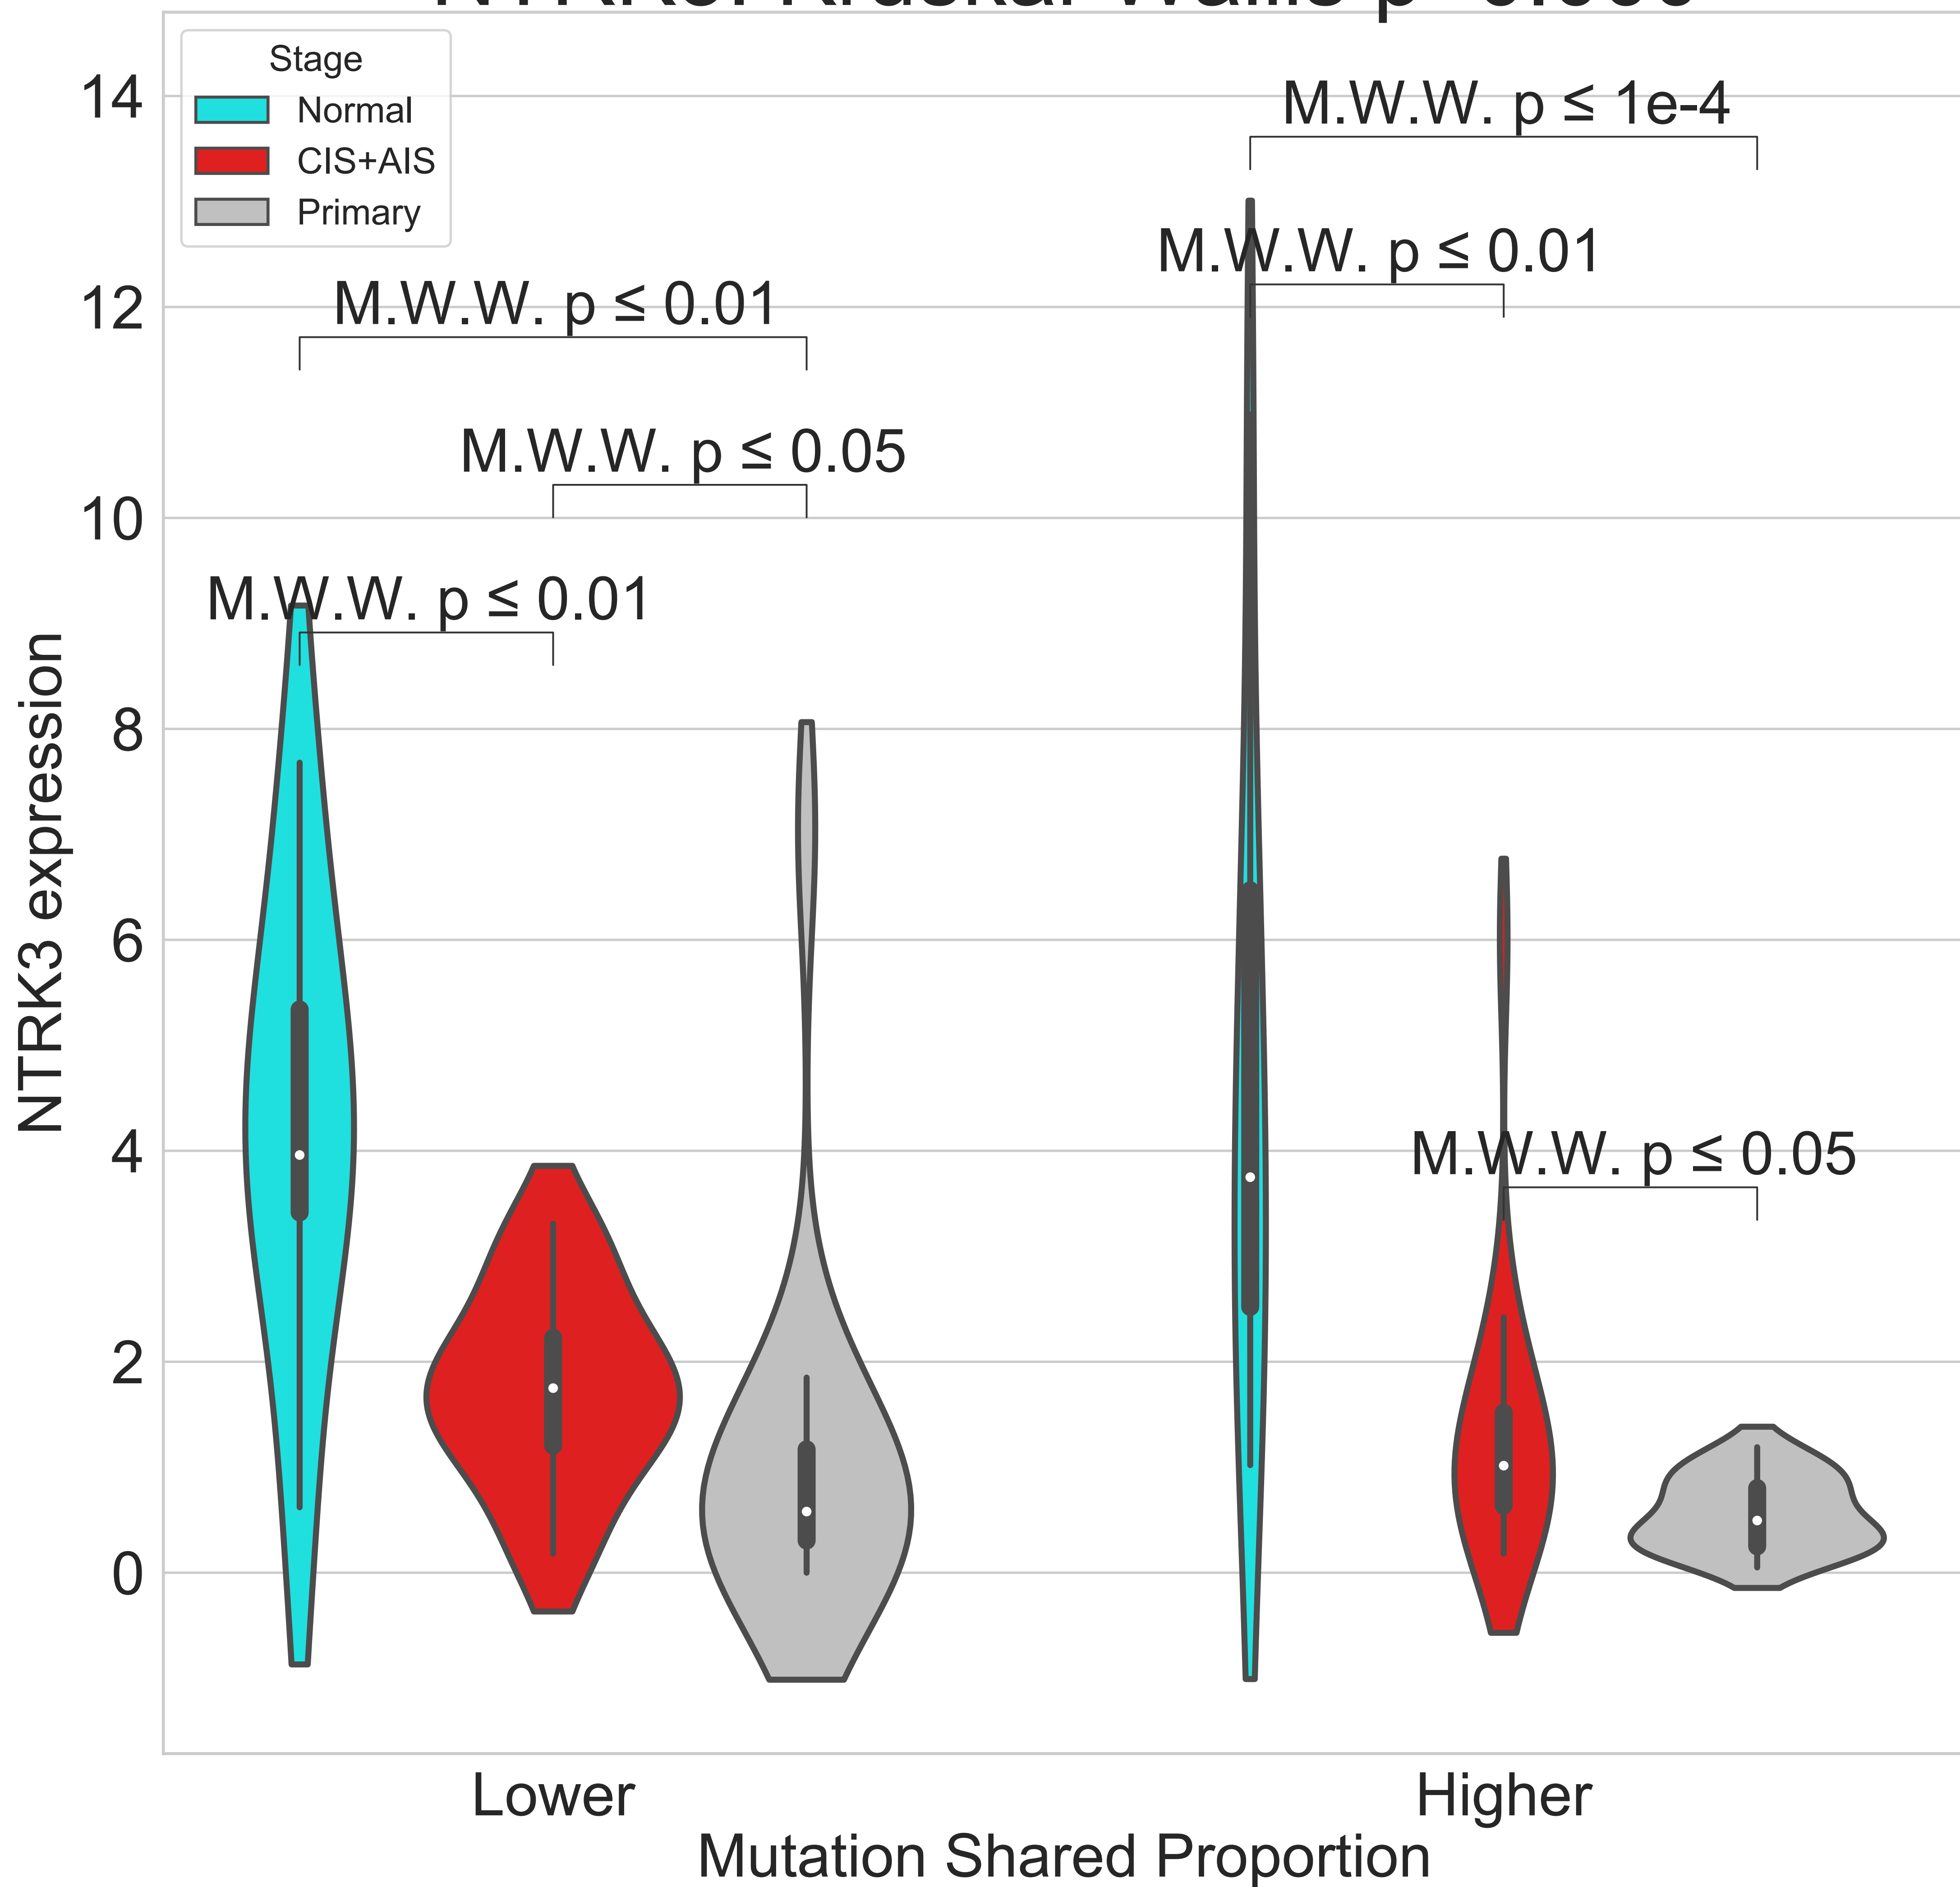 Stage
Normal
CIS+AIS
Primary
14
12
10
8
6
4
2
0
NTRK3 expression
M.W.W. p ≤ 1e-4
M.W.W. p ≤ 0.01
M.W.W. p ≤ 0.01
M.W.W. p ≤ 0.05
M.W.W. p ≤ 0.01
M.W.W. p ≤ 0.05
Lower
Higher
Mutation Shared Proportion